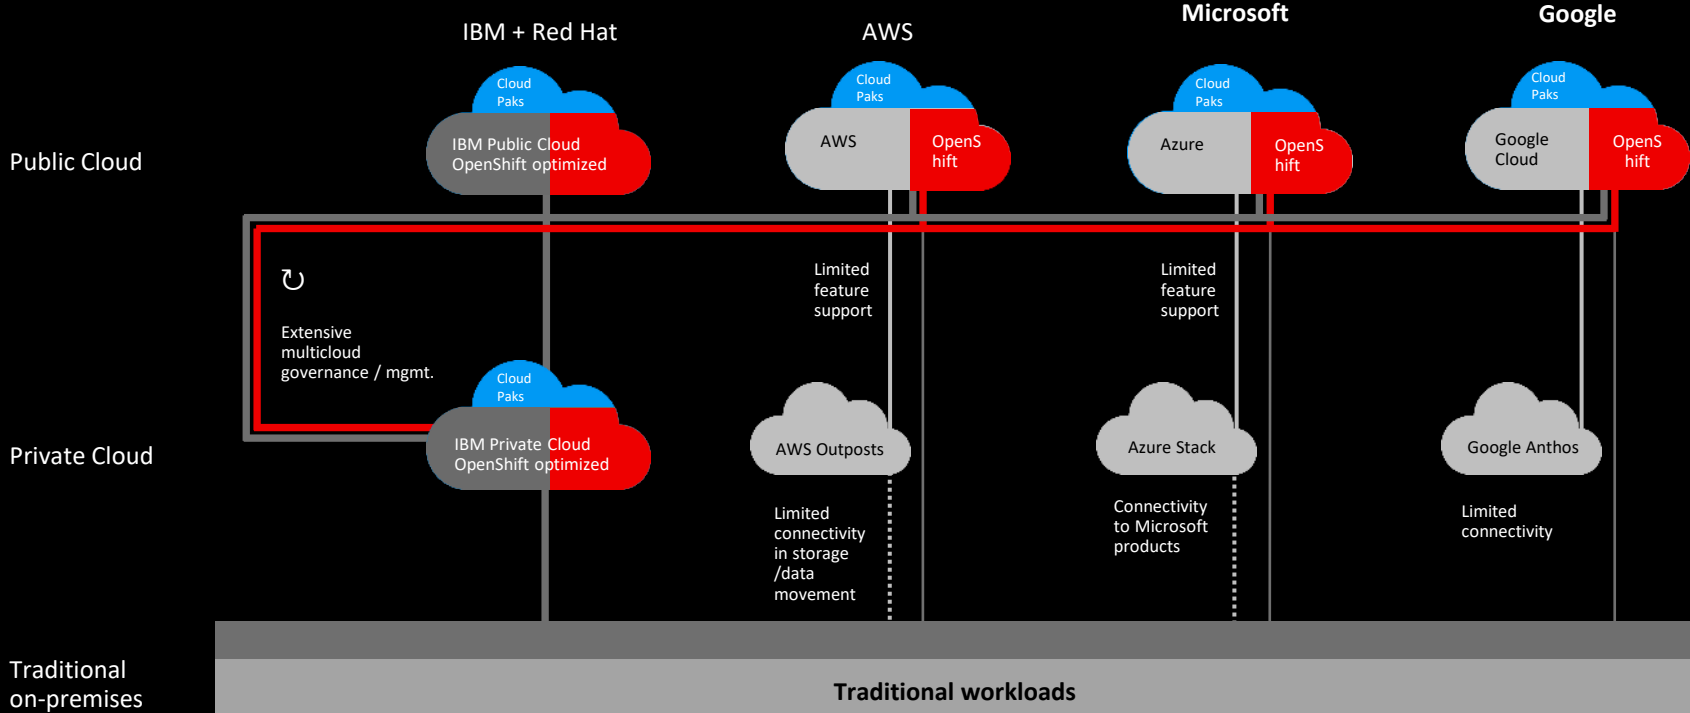 IBM + Red Hat
AWS
Microsoft
Google
Public Cloud
Cloud
Paks
IBM Public Cloud
OpenShift optimized
Cloud
Paks
AWS
OpenS
hift
Cloud
Paks
Azure
OpenS
hift
Cloud
Paks
Google
Cloud
OpenS
hift
↻
Extensive
multicloud
governance / mgmt.
Limited
feature
support
Limited
feature
support
Private Cloud
Cloud
Paks
IBM Private Cloud
OpenShift optimized
AWS Outposts
Azure Stack
Google Anthos
Limited
connectivity
in storage
/data
movement
Connectivity
to Microsoft
products
Limited
connectivity
Traditional
on-premises
Traditional workloads